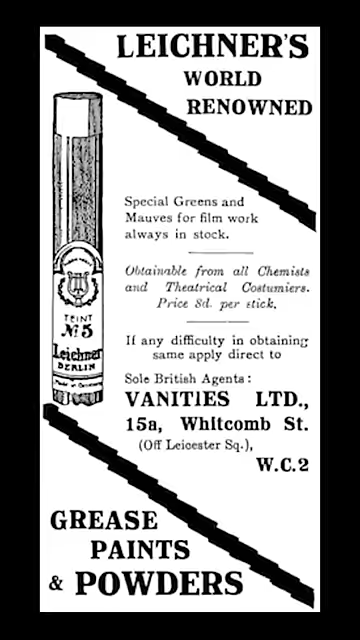 LEICHNER'S
WORLD
RENOWNED
Special Greens and
Mauves for film work
always in stock.
Obtainable from all Chemists
and Theatrical Costumiers.
Price 8d. per stick.
If any difficulty in obtaining
same apply direct to
Sole British Agents:
VANITIES LTD.,
15a, Whitcomb St.
(Off Leicester Sq.),
W.C.2
TEINT
No 5
Leichner
BERLIN
GREASE
PAINTS
& POWDERS